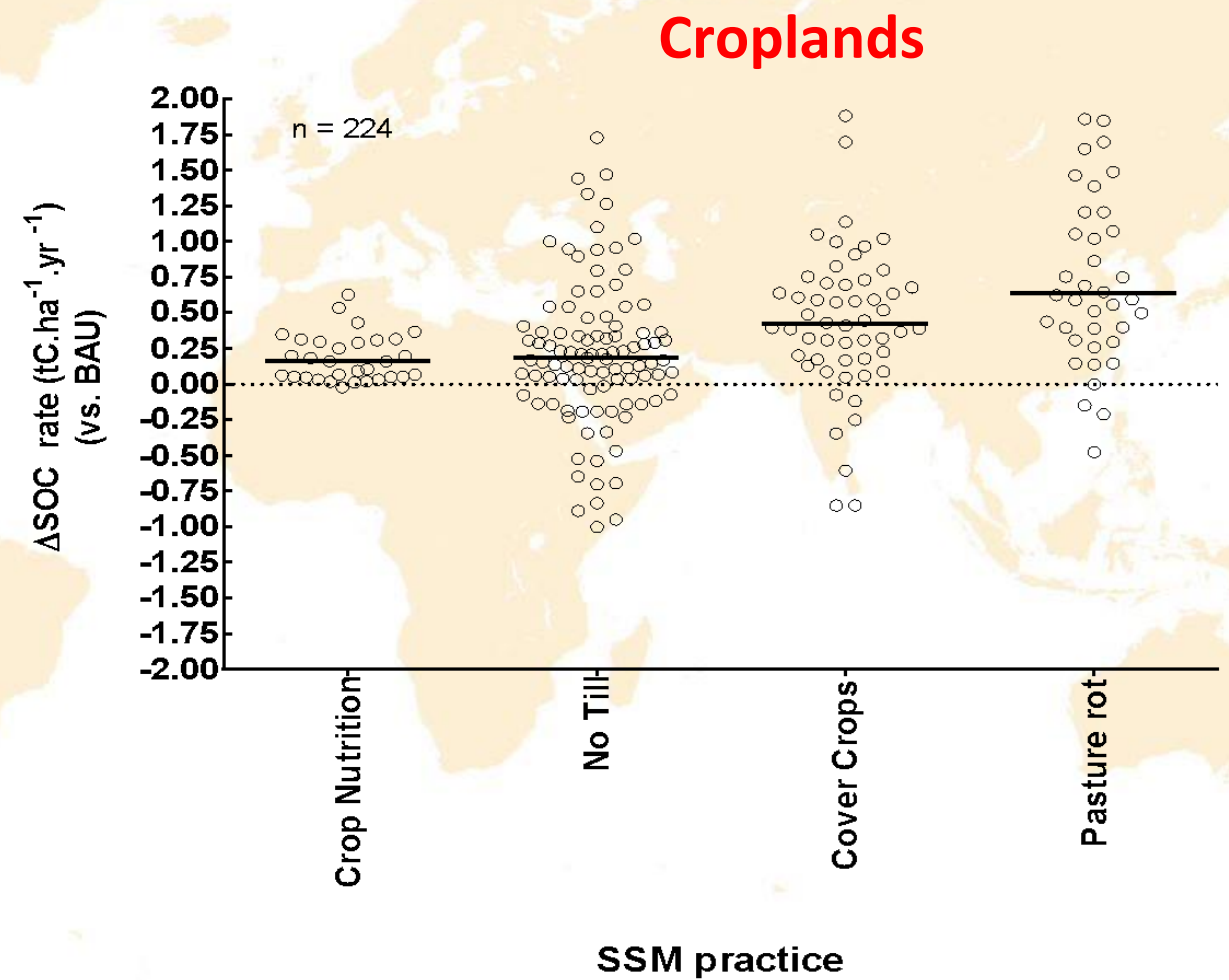 Croplands
n = 224
ΔSOC rate (tC.ha⁻¹.yr⁻¹)
(vs. BAU)
2.00
1.75
1.50
1.25
1.00
0.75
0.50
0.25
0.00
-0.25
-0.50
-0.75
-1.00
-1.25
-1.50
-1.75
-2.00
Crop Nutrition
No Till
Cover Crops
Pasture rot
SSM practice